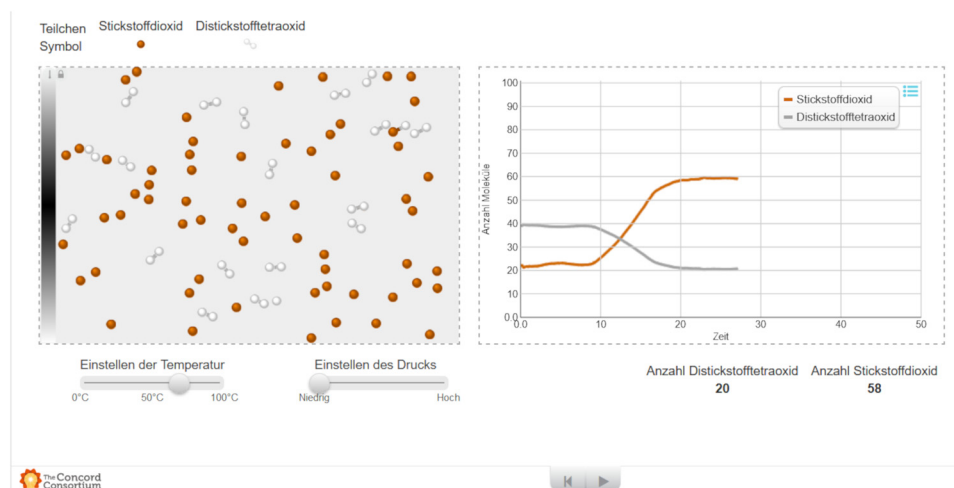 Teilchen Stickstoffdioxid Distickstofftetraoxid
Symbol
100
90
80
70
60
50
40
30
20
10
0.0
Anzahl Moleküle
Stickstoffdioxid
Distickstofftetraoxid
0.0 10 20 30 40 50
Zeit
Einstellen der Temperatur
0°C 50°C 100°C
Einstellen des Drucks
Niedrig Hoch
Anzahl Distickstofftetraoxid Anzahl Stickstoffdioxid
20 58
The Concord
Consortium